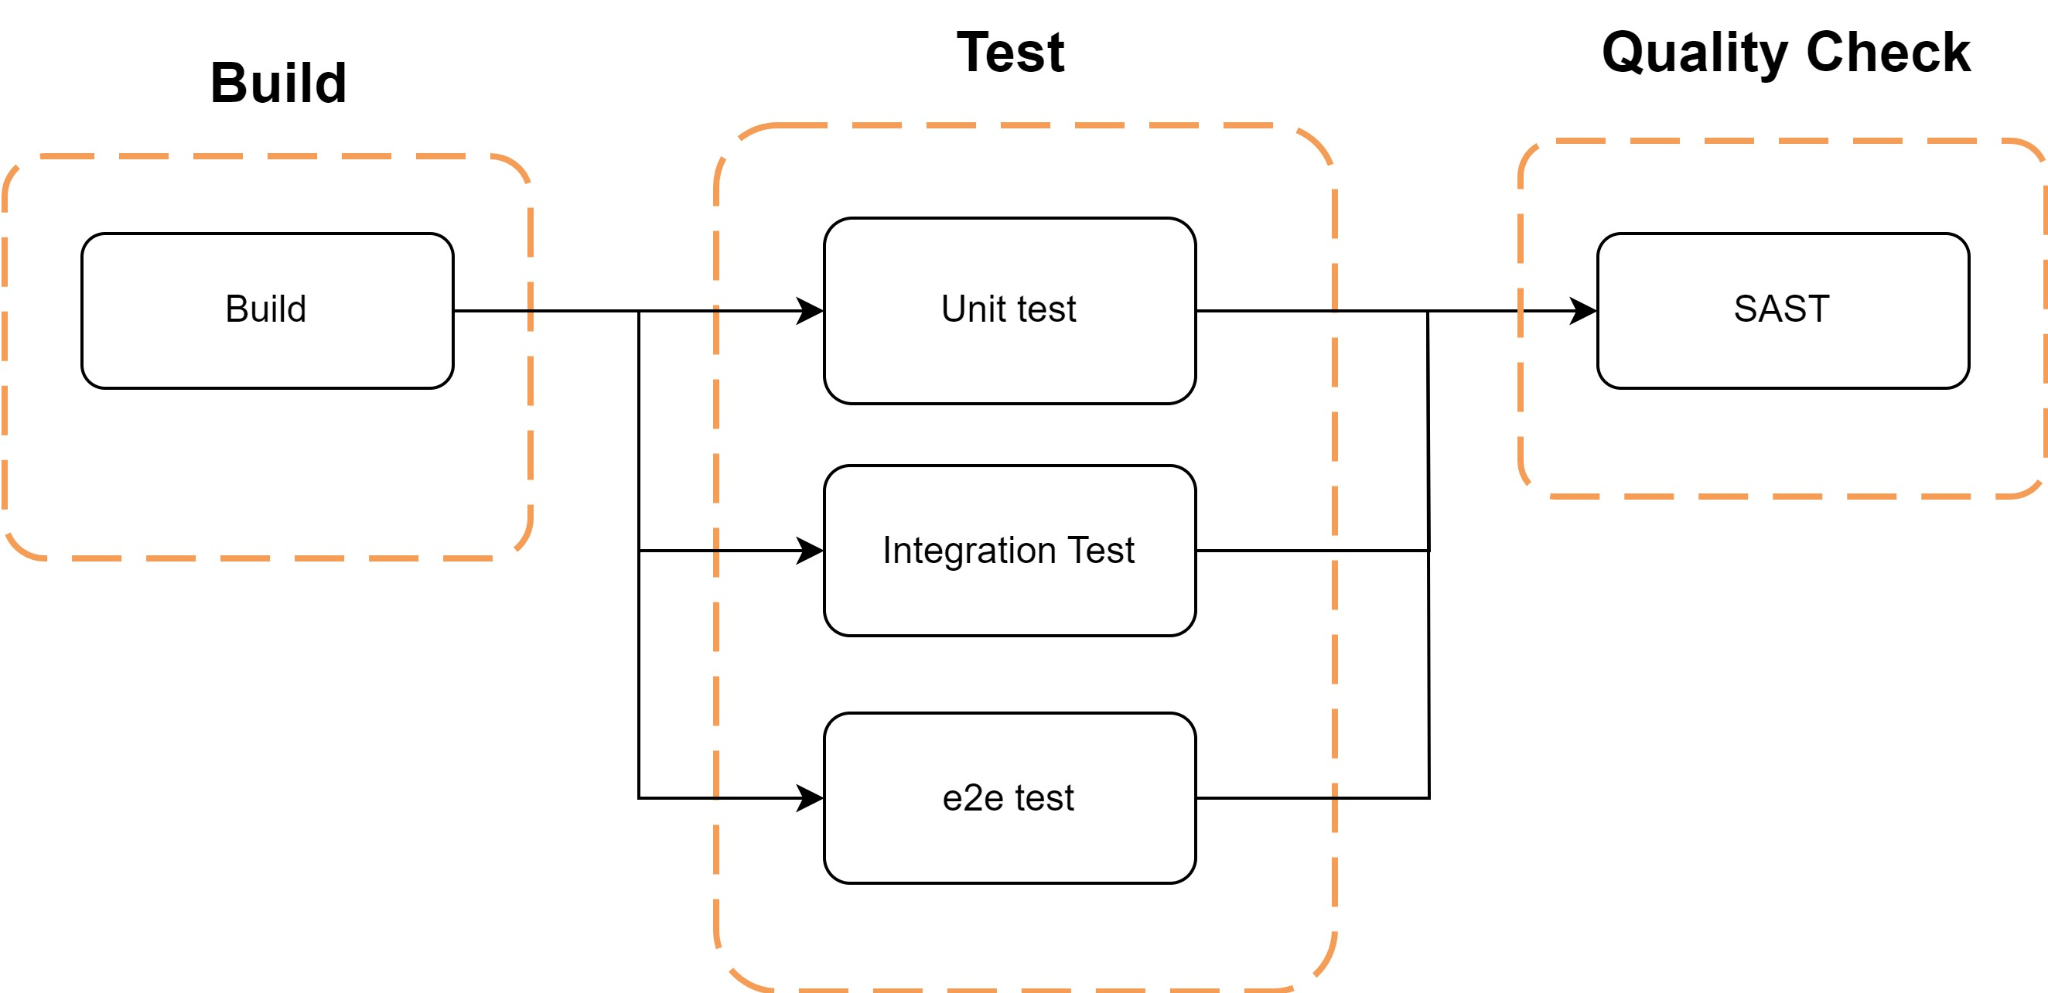 Build
Test
Quality Check
Build
Unit test
SAST
Integration Test
e2e test